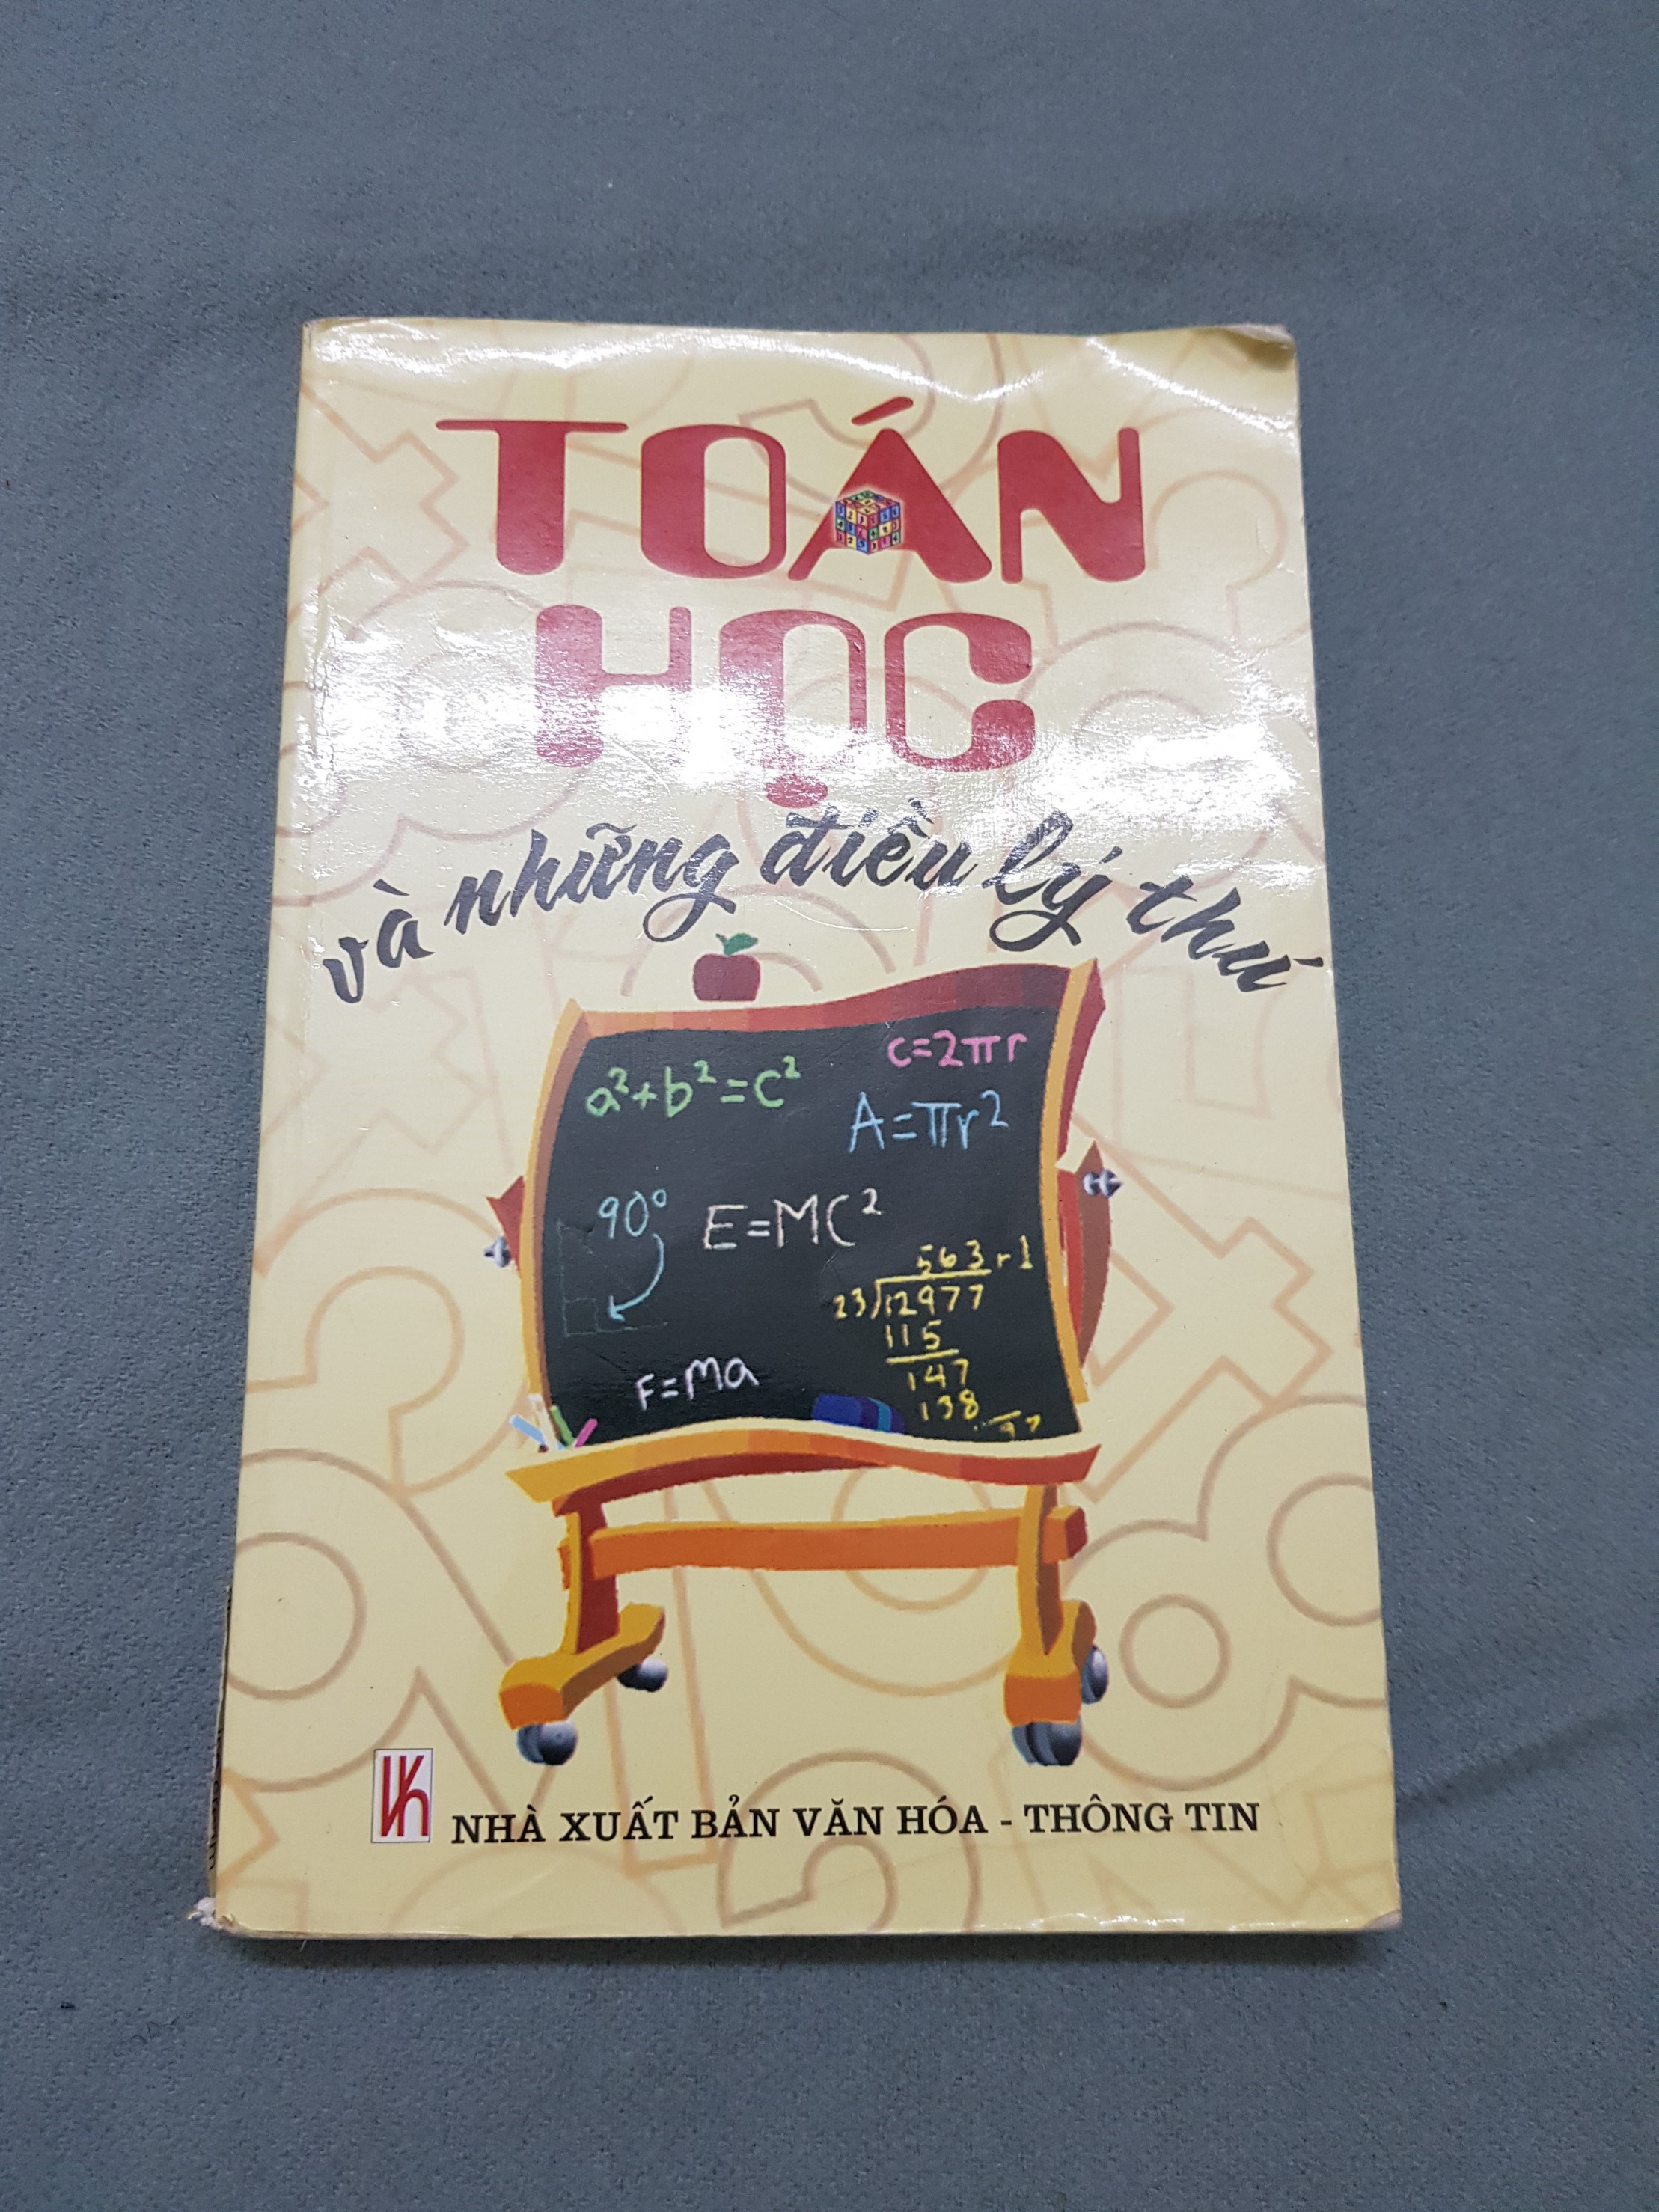 TOÁN
HỌC
và những điều lý thú
a²+b²=c²
c=2πr
A=πr²
90°
E=MC²
563 r1
23)12977
115
147
138
97
F=Ma
NHÀ XUẤT BẢN VĂN HÓA - THÔNG TIN